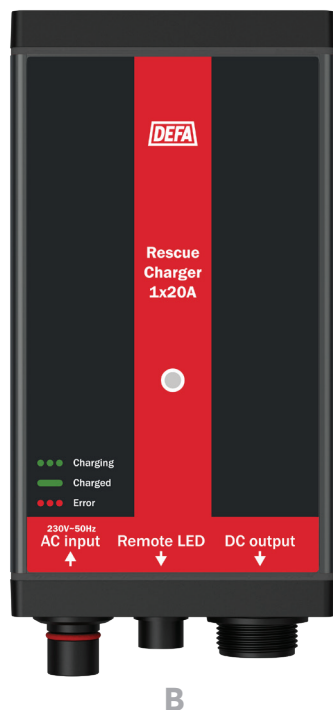 DEFA
Rescue
Charger
1x20A
Charging
Charged
Error
230V~50Hz
AC input Remote LED DC output
B